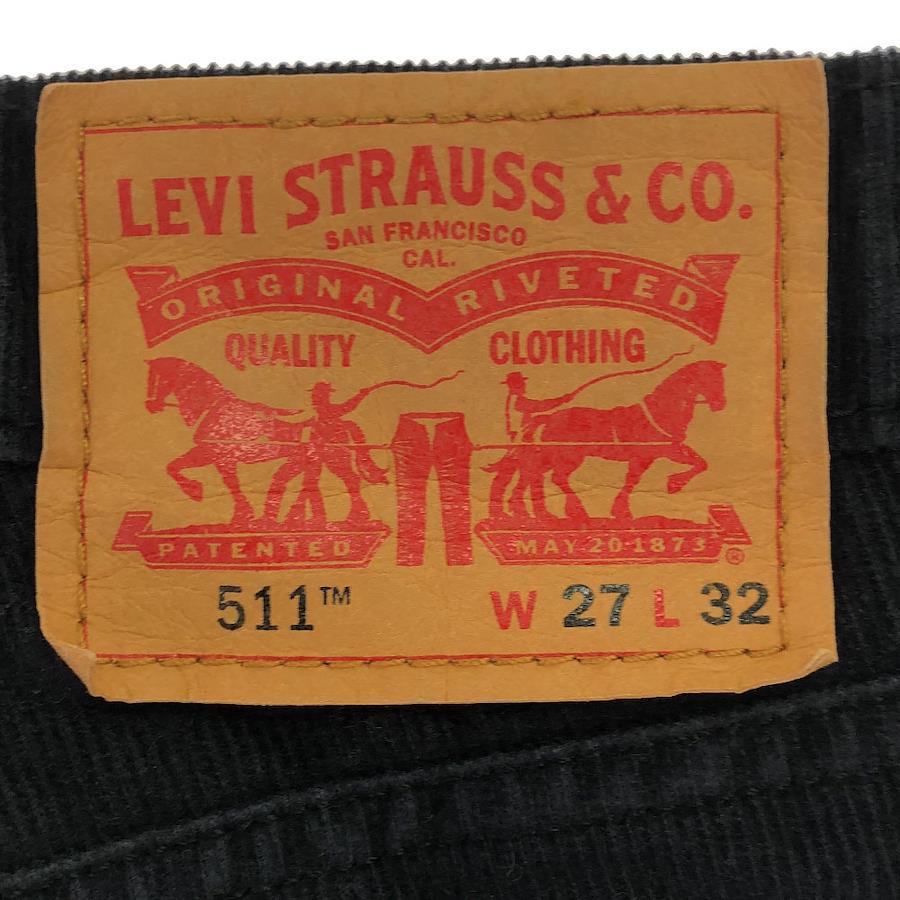 LEVI STRAUSS & CO.
SAN FRANCISCO
CAL.
ORIGINAL RIVETED
QUALITY CLOTHING
PATENTED MAY 20 1873 ®
511™ W 27 L 32